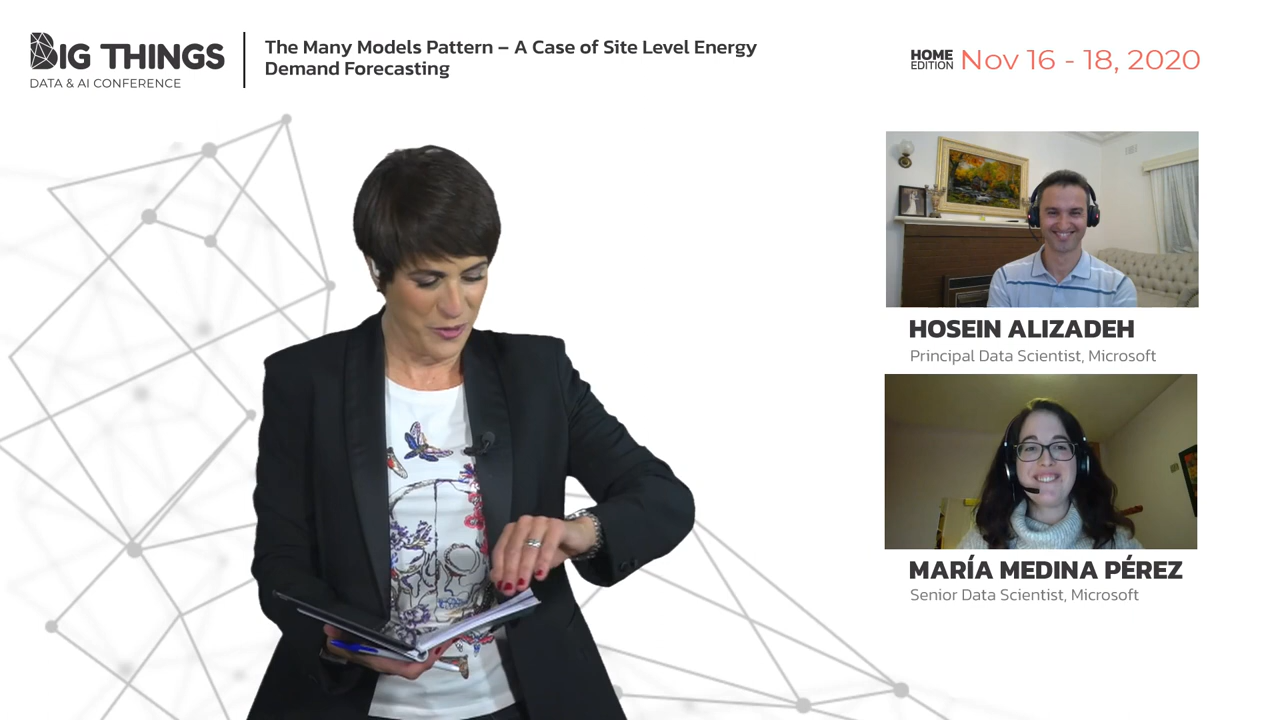 BIG THINGS
DATA & AI CONFERENCE
The Many Models Pattern – A Case of Site Level Energy
Demand Forecasting
HOME
EDITION
Nov 16 - 18, 2020
HOSEIN ALIZADEH
Principal Data Scientist, Microsoft
MARÍA MEDINA PÉREZ
Senior Data Scientist, Microsoft